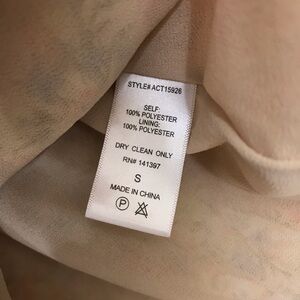 STYLE# ACT15926
SELF:
100% POLYESTER
LINING:
100% POLYESTER
DRY CLEAN ONLY
RN# 141397
S
MADE IN CHINA
P